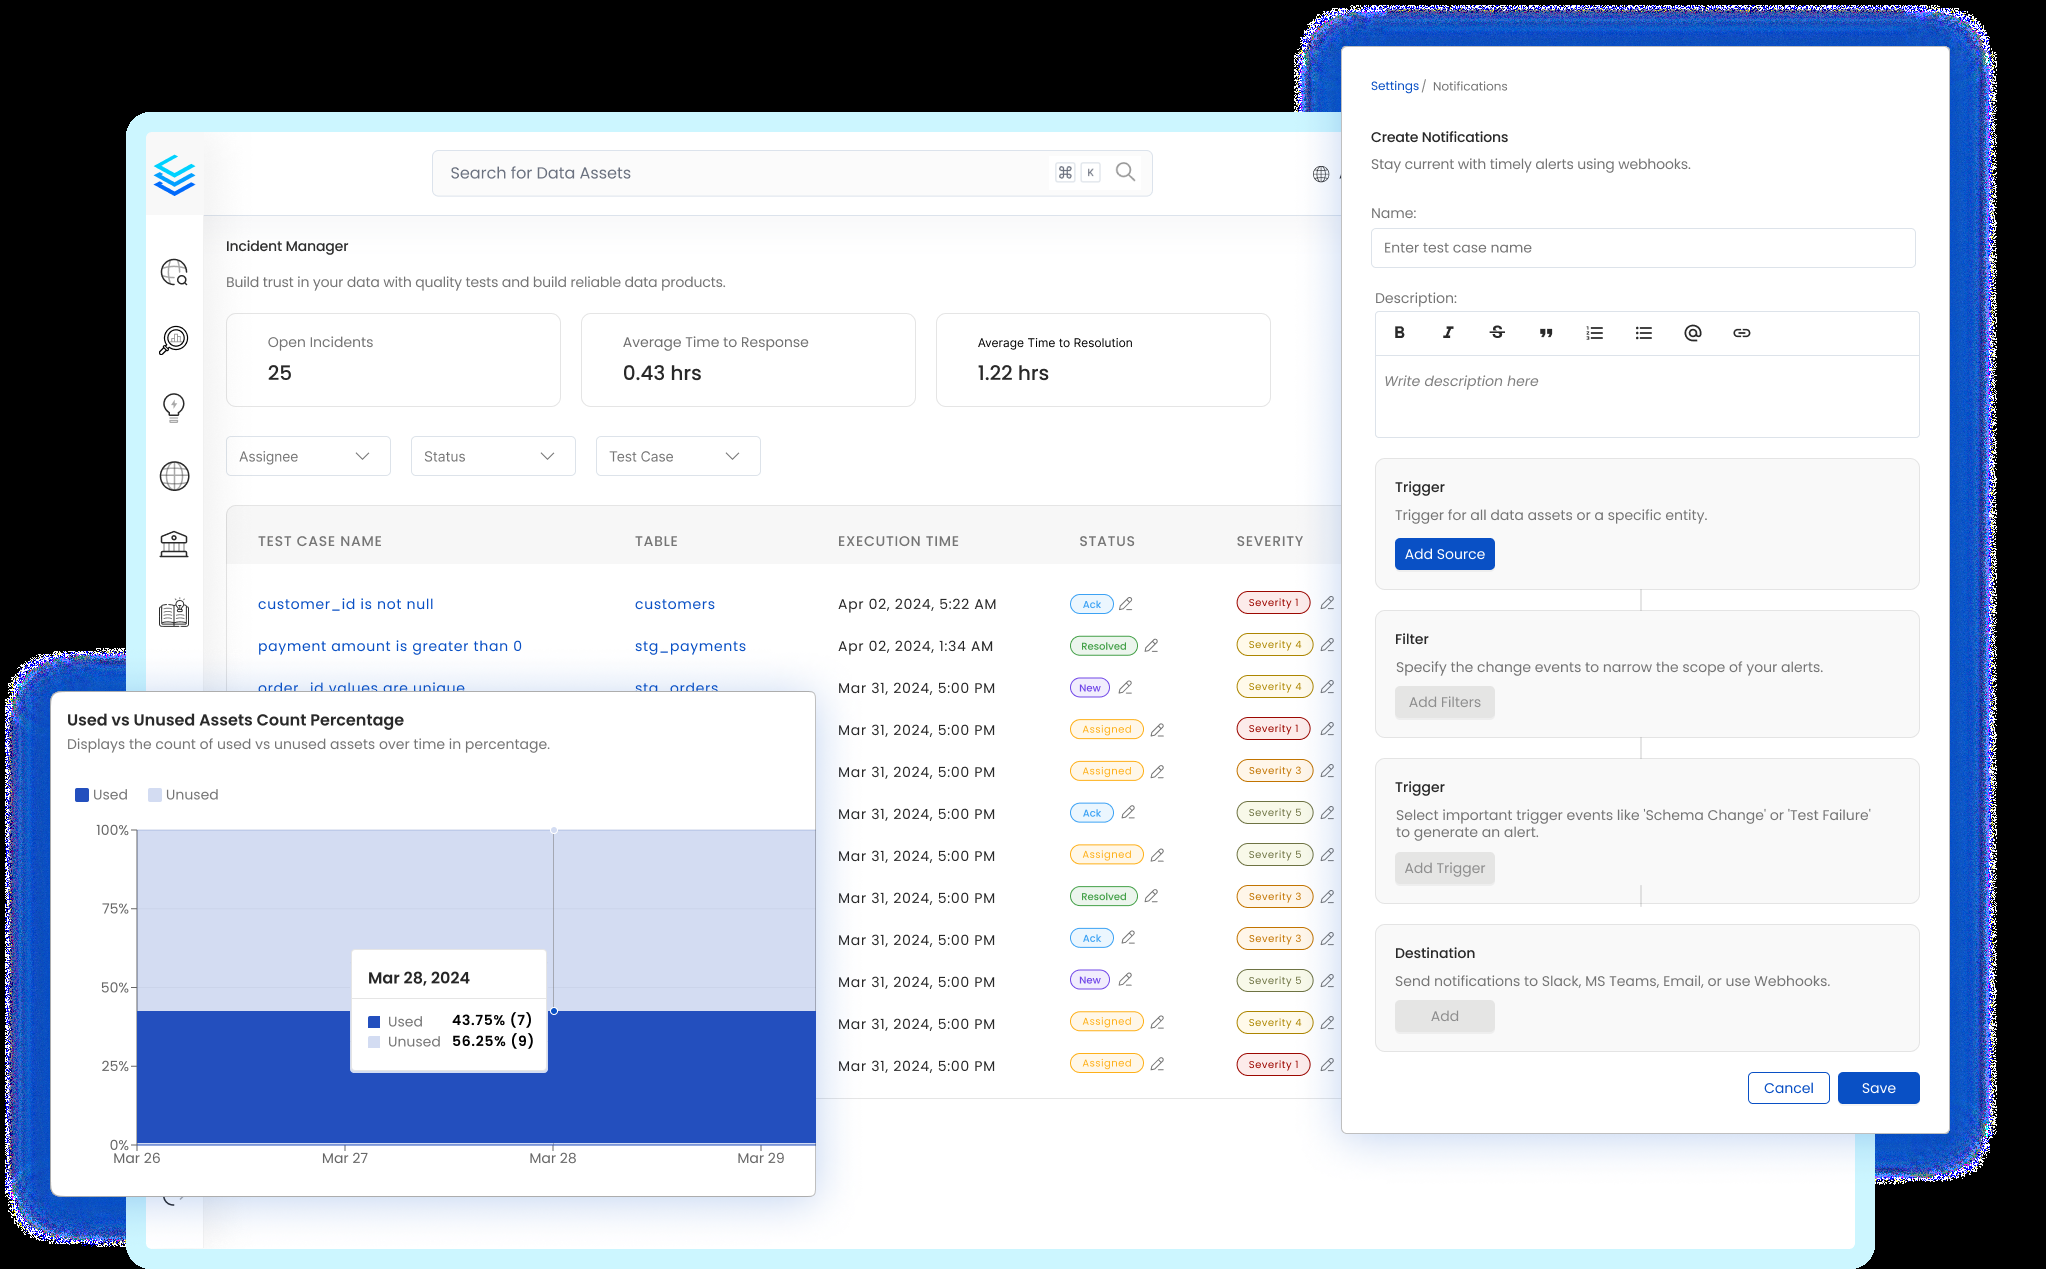 Search for Data Assets
⌘ K
Incident Manager
Build trust in your data with quality tests and build reliable data products.
Open Incidents
25
Average Time to Response
0.43 hrs
Average Time to Resolution
1.22 hrs
Assignee
Status
Test Case
TEST CASE NAME TABLE EXECUTION TIME STATUS SEVERITY
customer_id is not null customers Apr 02, 2024, 5:22 AM Ack Severity 1
payment amount is greater than 0 stg_payments Apr 02, 2024, 1:34 AM Resolved Severity 4
order_id values are unique stg_orders Mar 31, 2024, 5:00 PM New Severity 4
Mar 31, 2024, 5:00 PM Assigned Severity 1
Mar 31, 2024, 5:00 PM Assigned Severity 3
Mar 31, 2024, 5:00 PM Ack Severity 5
Mar 31, 2024, 5:00 PM Assigned Severity 5
Mar 31, 2024, 5:00 PM Resolved Severity 3
Mar 31, 2024, 5:00 PM Ack Severity 3
Mar 31, 2024, 5:00 PM New Severity 5
Mar 31, 2024, 5:00 PM Assigned Severity 4
Mar 31, 2024, 5:00 PM Assigned Severity 1
Used vs Unused Assets Count Percentage
Displays the count of used vs unused assets over time in percentage.
Used Unused
100%
75%
50%
25%
0%
Mar 26 Mar 27 Mar 28 Mar 29
Mar 28, 2024
Used 43.75% (7)
Unused 56.25% (9)
Settings / Notifications
Create Notifications
Stay current with timely alerts using webhooks.
Name:
Enter test case name
Description:
Write description here
Trigger
Trigger for all data assets or a specific entity.
Add Source
Filter
Specify the change events to narrow the scope of your alerts.
Add Filters
Trigger
Select important trigger events like 'Schema Change' or 'Test Failure'
to generate an alert.
Add Trigger
Destination
Send notifications to Slack, MS Teams, Email, or use Webhooks.
Add
Cancel Save